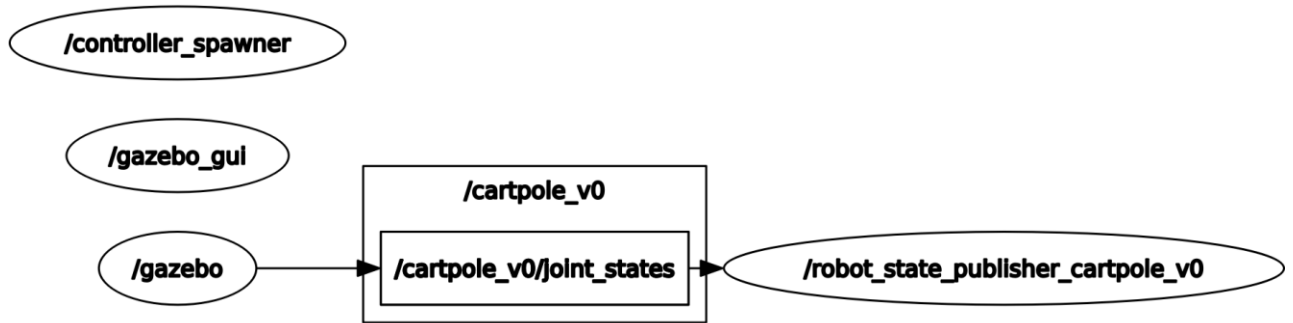 /controller_spawner
/gazebo_gui
/cartpole_v0
/gazebo
/cartpole_v0/joint_states
/robot_state_publisher_cartpole_v0